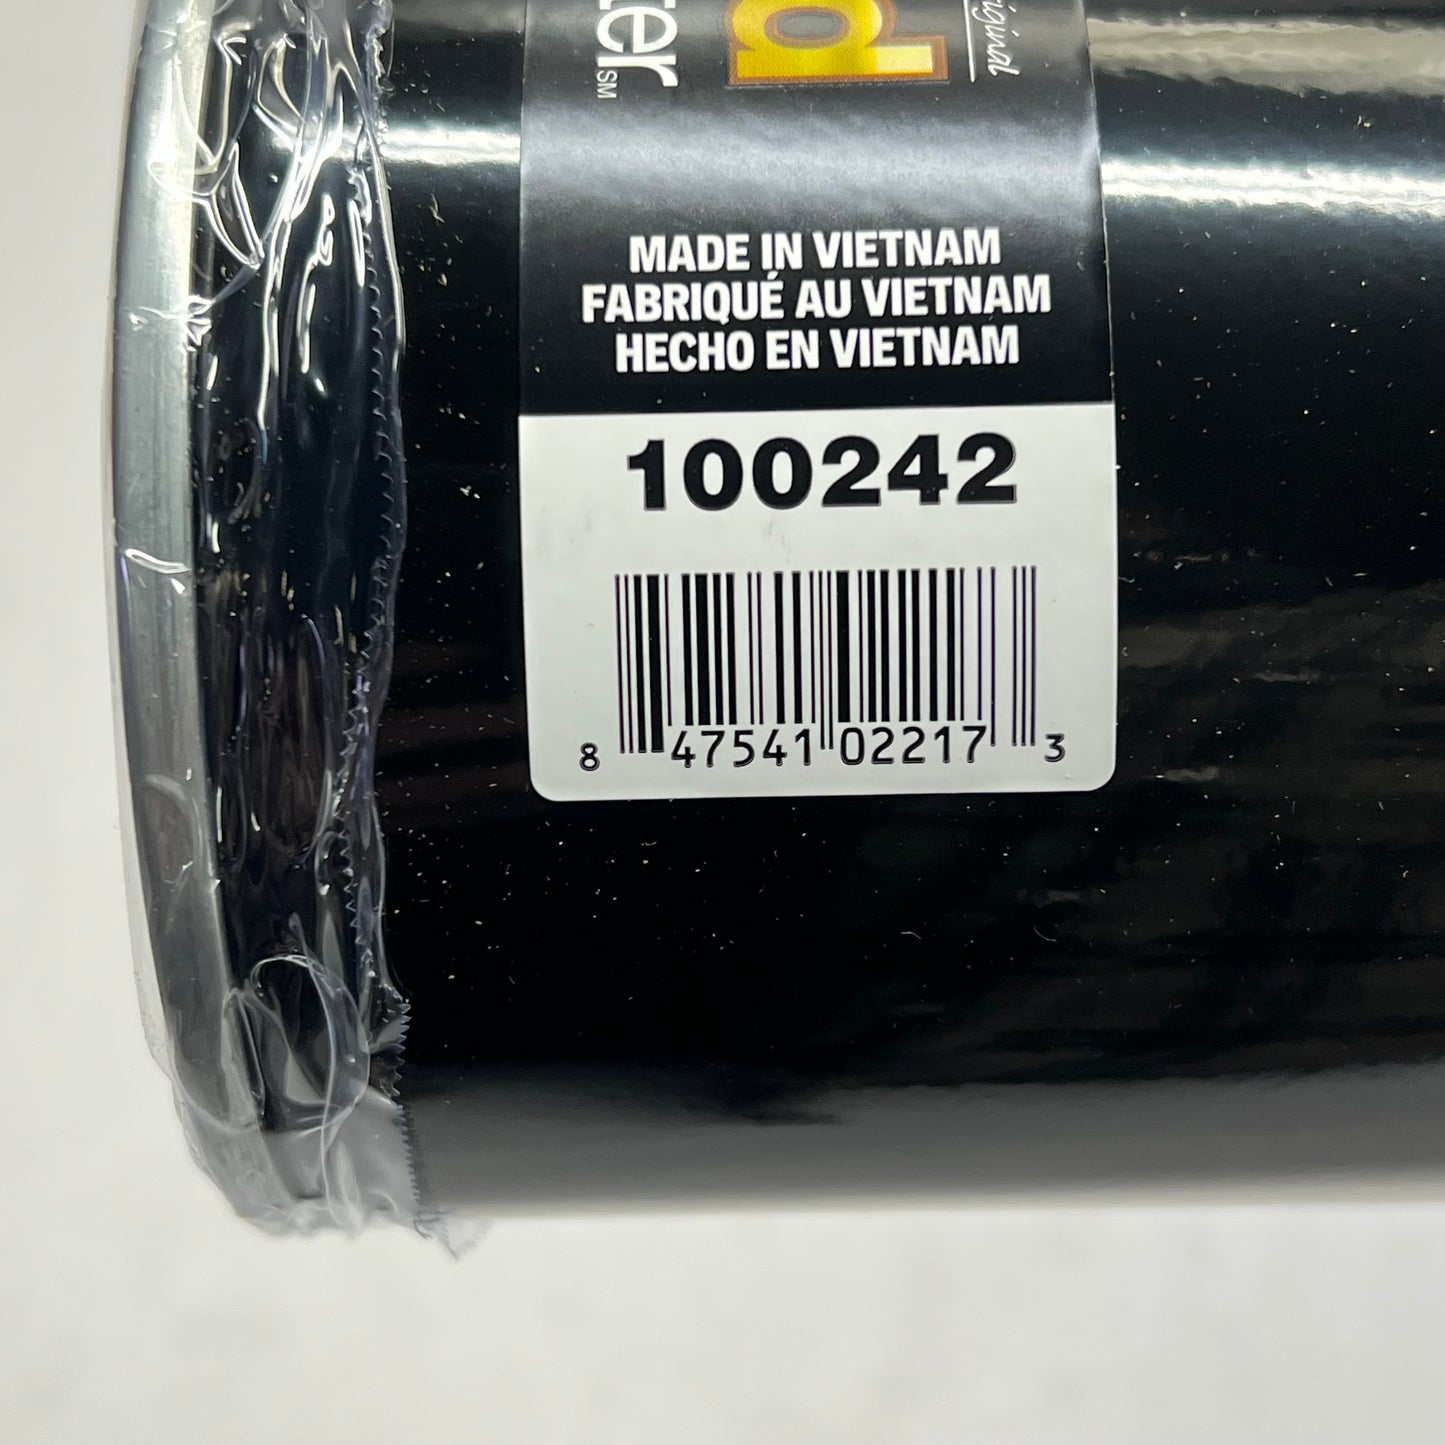 MADE IN VIETNAM
FABRIQUÉ AU VIETNAM
HECHO EN VIETNAM
100242
8 47541 02217 3